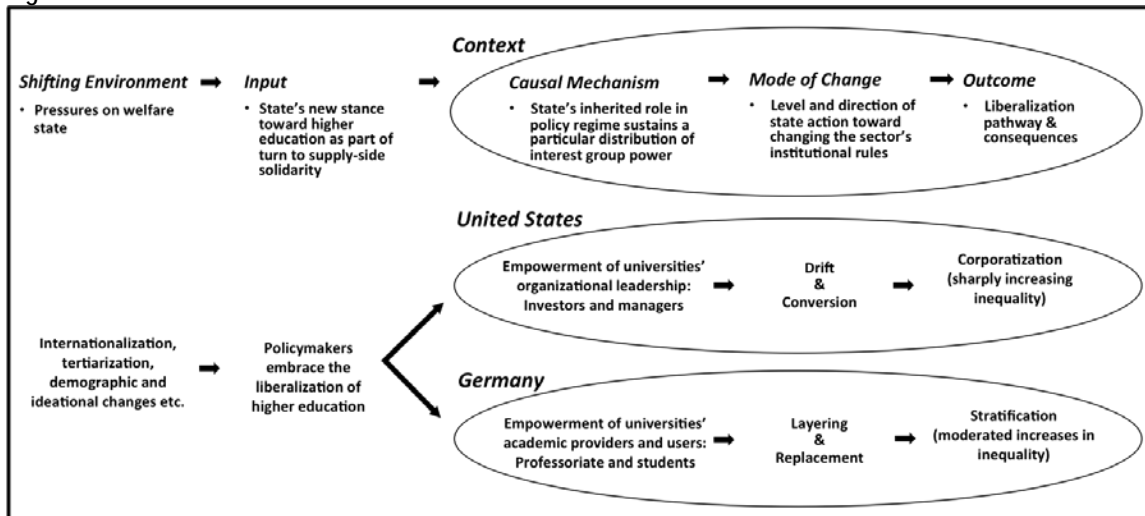 Context
Shifting Environment ➡ Input ➡ Causal Mechanism ➡ Mode of Change ➡ Outcome
• Pressures on welfare
state
• State's new stance
toward higher
education as part of
turn to supply-side
solidarity
• State's inherited role in
policy regime sustains a
particular distribution of
interest group power
• Level and direction of
state action toward
changing the sector's
institutional rules
• Liberalization
pathway &
consequences
Internationalization,
tertiarization,
demographic and
ideational changes etc.
Policymakers
embrace the
liberalization of
higher education
United States
Empowerment of universities'
organizational leadership:
Investors and managers
Drift
&
Conversion
Corporatization
(sharply increasing
inequality)
Germany
Empowerment of universities'
academic providers and users:
Professoriate and students
Layering
&
Replacement
Stratification
(moderated increases in
inequality)